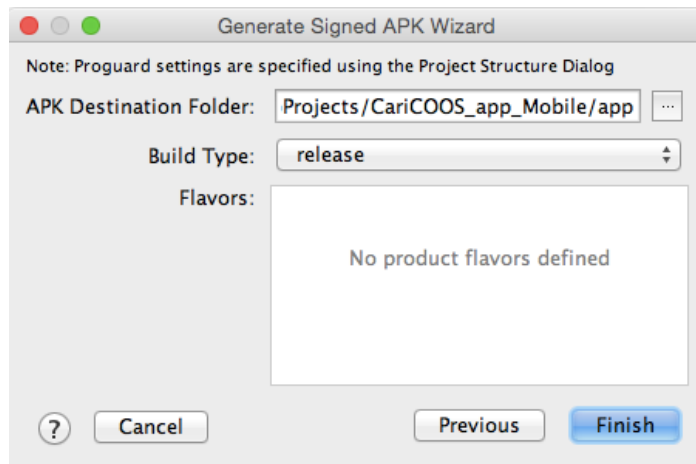 Generate Signed APK Wizard
Note: Proguard settings are specified using the Project Structure Dialog
APK Destination Folder: Projects/CariCOOS_app_Mobile/app ...
Build Type: release
Flavors:
No product flavors defined
? Cancel Previous Finish